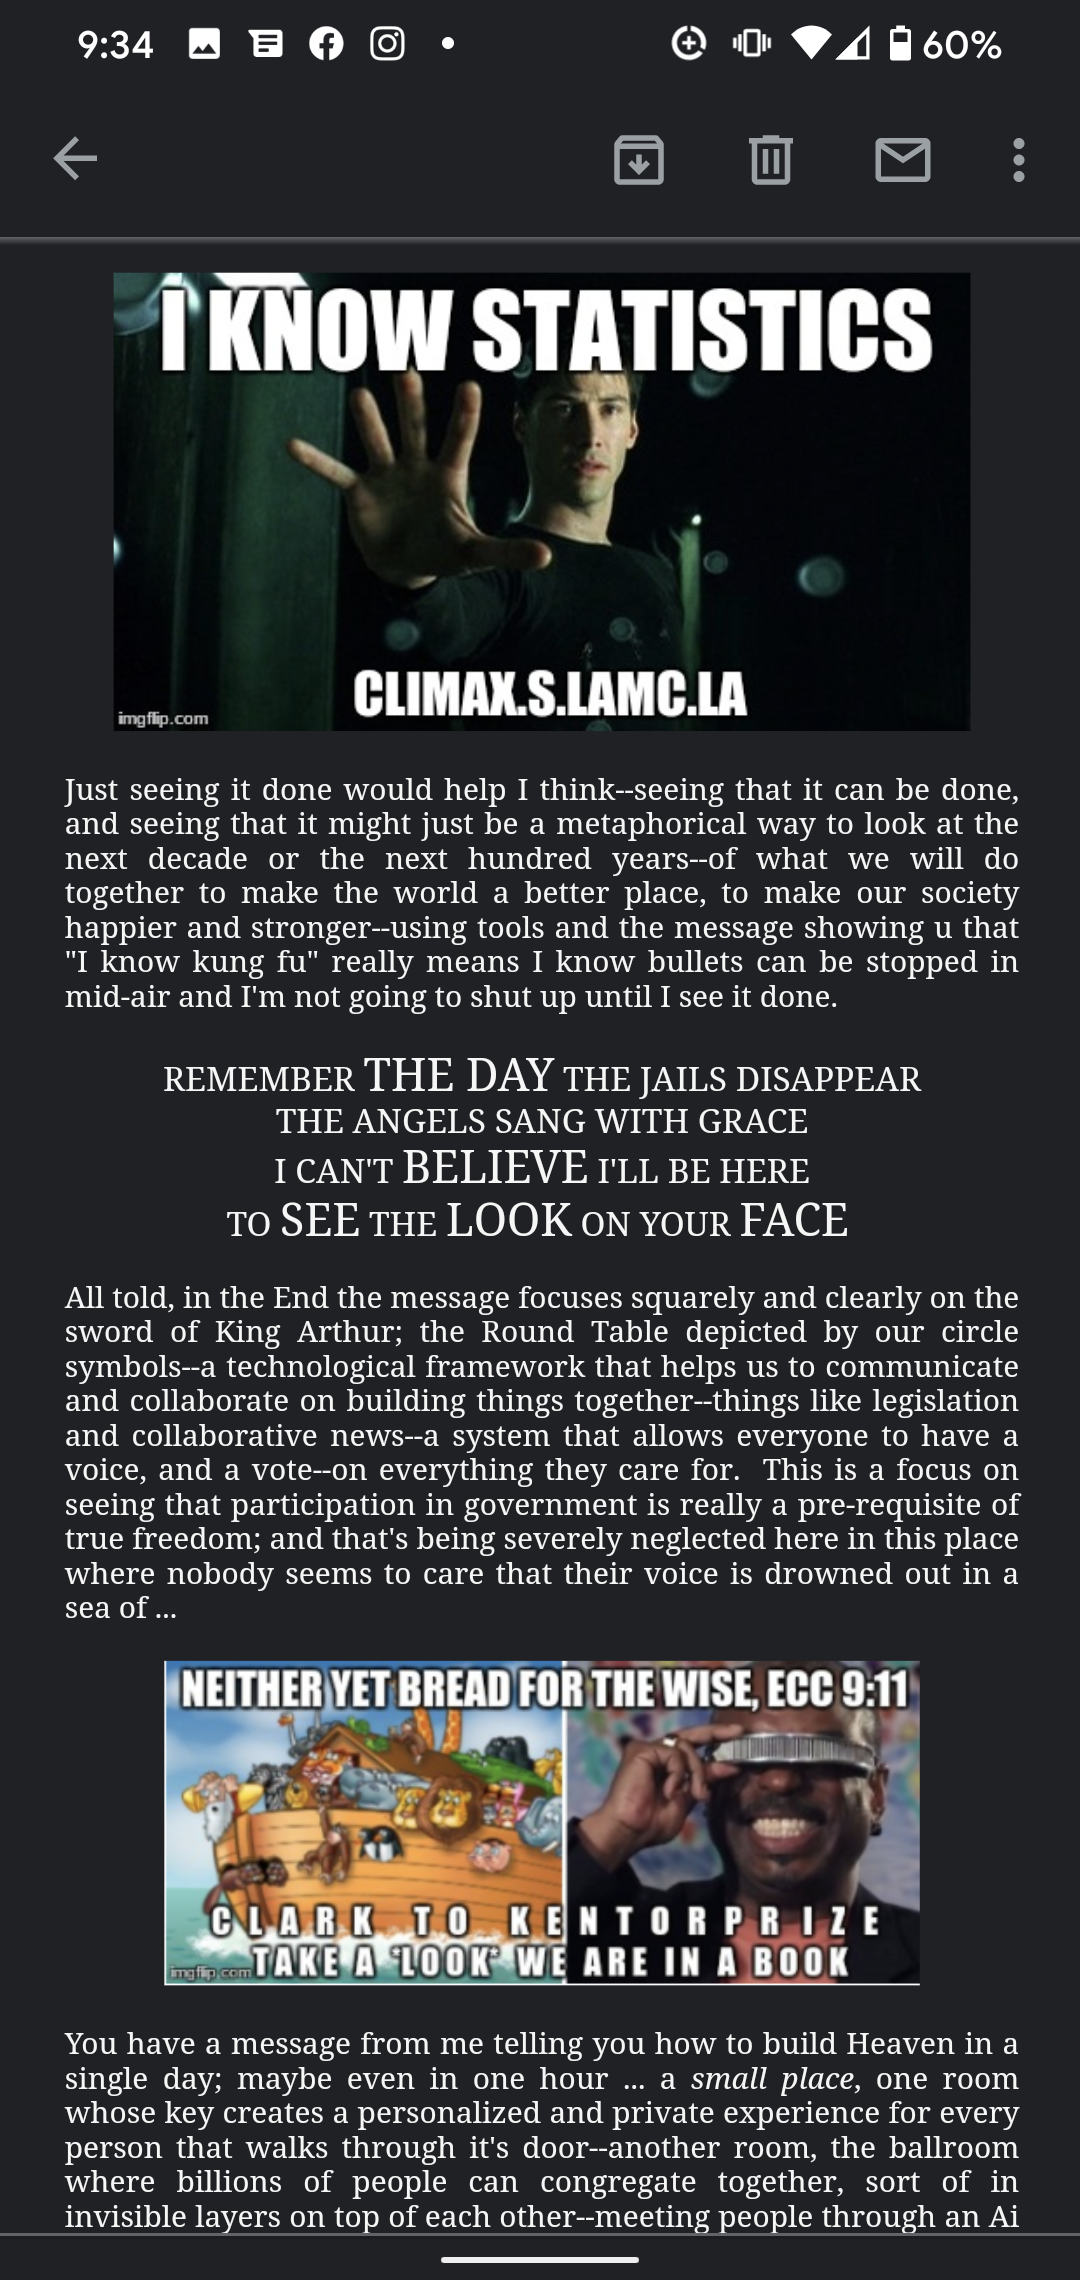 9:34
60%
I KNOW STATISTICS
CLIMAX.S.LAMC.LA
imgflip.com
Just seeing it done would help I think--seeing that it can be done,
and seeing that it might just be a metaphorical way to look at the
next decade or the next hundred years--of what we will do
together to make the world a better place, to make our society
happier and stronger--using tools and the message showing u that
"I know kung fu" really means I know bullets can be stopped in
mid-air and I'm not going to shut up until I see it done.
REMEMBER THE DAY THE JAILS DISAPPEAR
THE ANGELS SANG WITH GRACE
I CAN'T BELIEVE I'LL BE HERE
TO SEE THE LOOK ON YOUR FACE
All told, in the End the message focuses squarely and clearly on the
sword of King Arthur; the Round Table depicted by our circle
symbols--a technological framework that helps us to communicate
and collaborate on building things together--things like legislation
and collaborative news--a system that allows everyone to have a
voice, and a vote--on everything they care for.  This is a focus on
seeing that participation in government is really a pre-requisite of
true freedom; and that's being severely neglected here in this place
where nobody seems to care that their voice is drowned out in a
sea of ...
NEITHER YET BREAD FOR THE WISE, ECC 9:11
CLARK TO KENTORPRIZE
TAKE A *LOOK* WE ARE IN A BOOK
imgflip.com
You have a message from me telling you how to build Heaven in a
single day; maybe even in one hour ... a small place, one room
whose key creates a personalized and private experience for every
person that walks through it's door--another room, the ballroom
where billions of people can congregate together, sort of in
invisible layers on top of each other--meeting people through an Ai